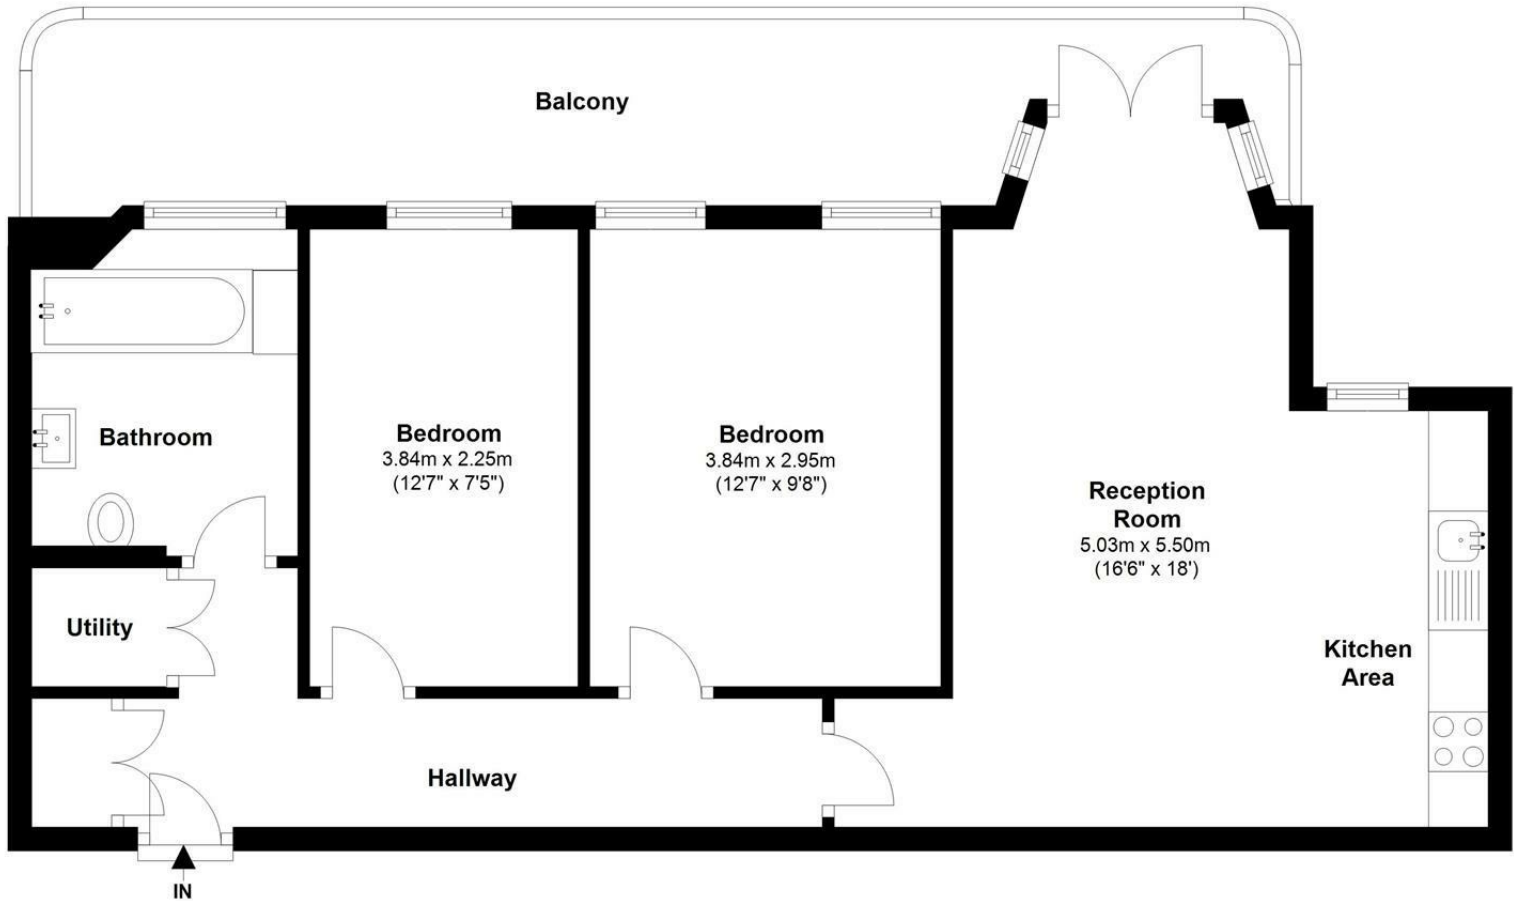 Balcony
Bathroom
Bedroom
3.84m x 2.25m
(12'7" x 7'5")
Bedroom
3.84m x 2.95m
(12'7" x 9'8")
Reception
Room
5.03m x 5.50m
(16'6" x 18')
Utility
Kitchen
Area
Hallway
IN